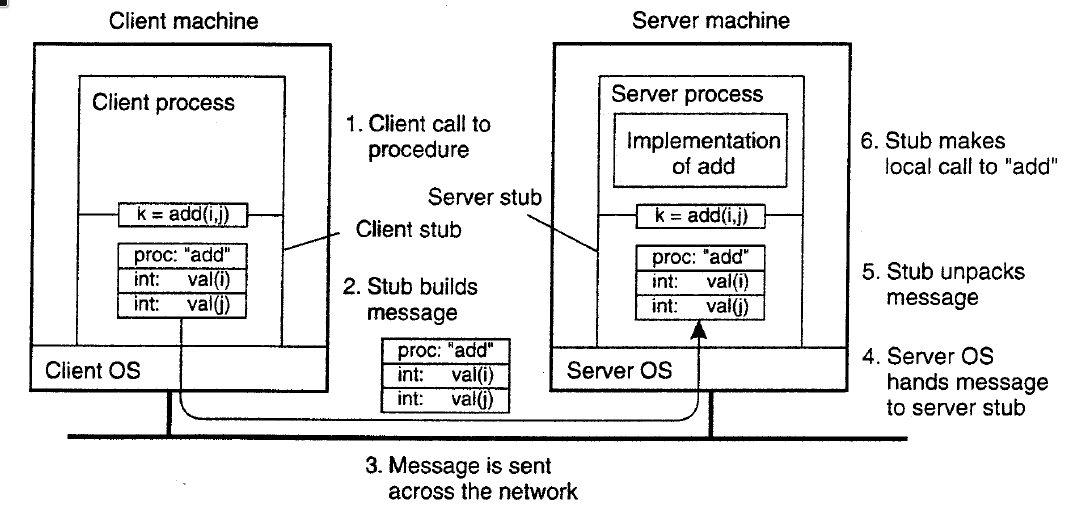 Client machine
Server machine
Client process
1. Client call to
procedure
k = add(i,j)
Client stub
proc: "add"
int: val(i)
int: val(j)
2. Stub builds
message
proc: "add"
int: val(i)
int: val(j)
Client OS
3. Message is sent
across the network
Server process
Implementation
of add
Server stub
k = add(i,j)
proc: "add"
int: val(i)
int: val(j)
Server OS
6. Stub makes
local call to "add"
5. Stub unpacks
message
4. Server OS
hands message
to server stub